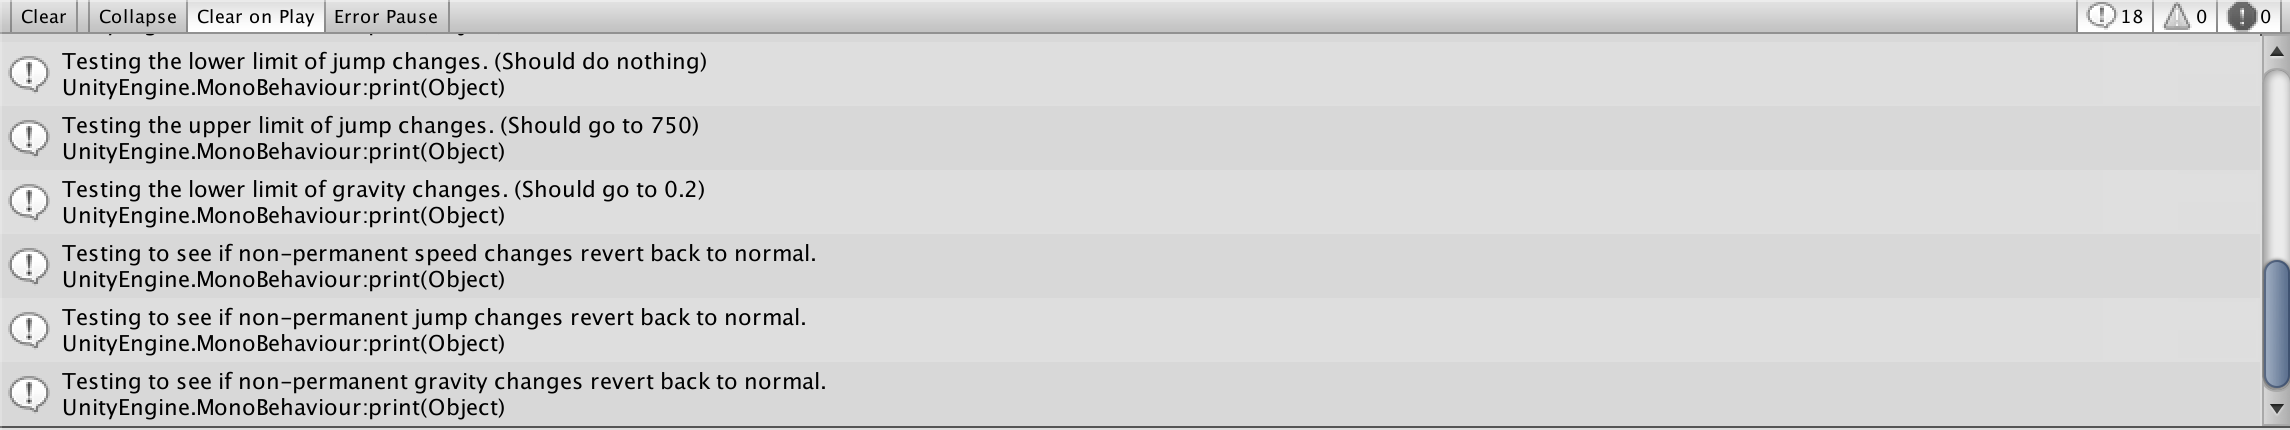 Clear Collapse Clear on Play Error Pause 18 0 0
Testing the lower limit of jump changes. (Should do nothing)
UnityEngine.MonoBehaviour:print(Object)
Testing the upper limit of jump changes. (Should go to 750)
UnityEngine.MonoBehaviour:print(Object)
Testing the lower limit of gravity changes. (Should go to 0.2)
UnityEngine.MonoBehaviour:print(Object)
Testing to see if non-permanent speed changes revert back to normal.
UnityEngine.MonoBehaviour:print(Object)
Testing to see if non-permanent jump changes revert back to normal.
UnityEngine.MonoBehaviour:print(Object)
Testing to see if non-permanent gravity changes revert back to normal.
UnityEngine.MonoBehaviour:print(Object)